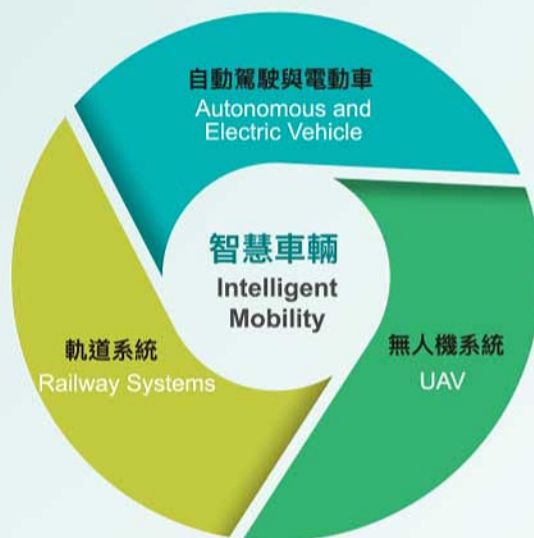 自動駕駛與電動車
Autonomous and
Electric Vehicle
智慧車輛
Intelligent
Mobility
軌道系統
Railway Systems
無人機系統
UAV